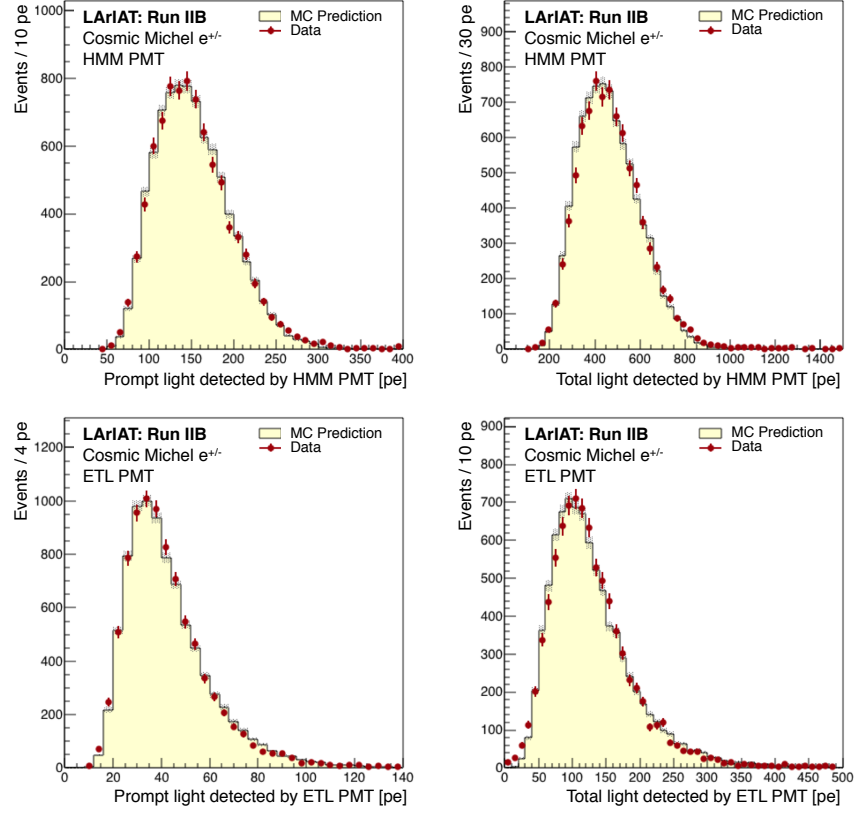 LArIAT: Run IIB
Cosmic Michel e+/-
HMM PMT
MC Prediction
Data
Events / 10 pe
1000
800
600
400
200
0
0 50 100 150 200 250 300 350 400
Prompt light detected by HMM PMT [pe]
LArIAT: Run IIB
Cosmic Michel e+/-
HMM PMT
MC Prediction
Data
Events / 30 pe
900
800
700
600
500
400
300
200
100
0
0 200 400 600 800 1000 1200 1400
Total light detected by HMM PMT [pe]
LArIAT: Run IIB
Cosmic Michel e+/-
ETL PMT
MC Prediction
Data
Events / 4 pe
1200
1000
800
600
400
200
0
0 20 40 60 80 100 120 140
Prompt light detected by ETL PMT [pe]
LArIAT: Run IIB
Cosmic Michel e+/-
ETL PMT
MC Prediction
Data
Events / 10 pe
900
800
700
600
500
400
300
200
100
0
0 50 100 150 200 250 300 350 400 450 500
Total light detected by ETL PMT [pe]